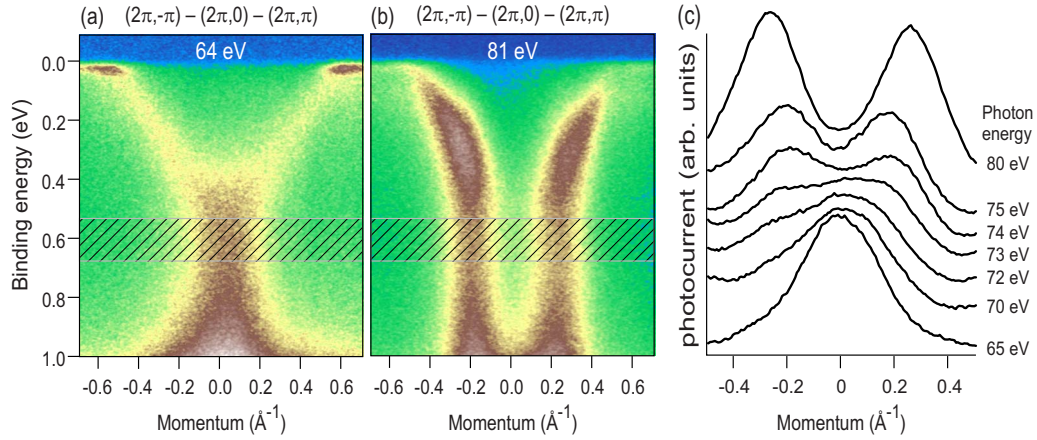 (a) (2π,-π) – (2π,0) – (2π,π)
64 eV
Binding energy (eV)
0.0
0.2
0.4
0.6
0.8
1.0
-0.6 -0.4 -0.2 0.0 0.2 0.4 0.6
Momentum (Å⁻¹)
(b) (2π,-π) – (2π,0) – (2π,π)
81 eV
-0.6 -0.4 -0.2 0.0 0.2 0.4 0.6
Momentum (Å⁻¹)
(c)
photocurrent (arb. units)
Photon
energy
80 eV
75 eV
74 eV
73 eV
72 eV
70 eV
65 eV
-0.4 -0.2 0 0.2 0.4
Momentum (Å⁻¹)